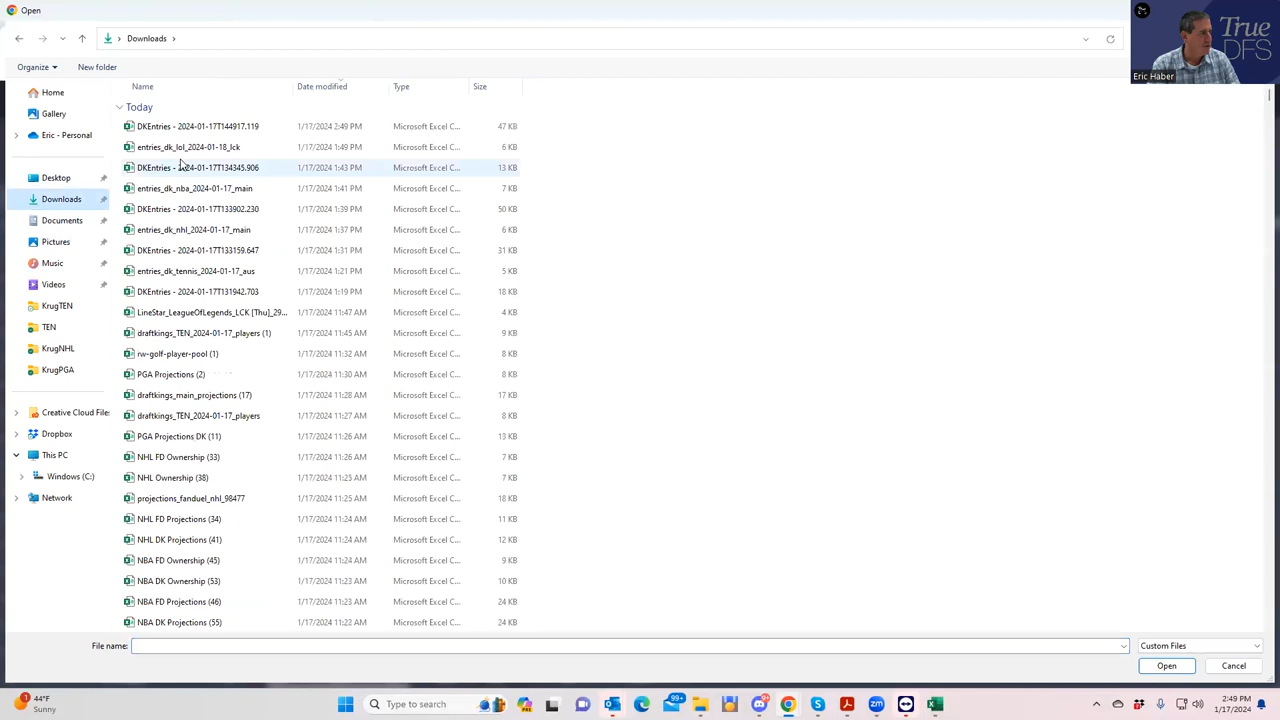 Open
Downloads
Organize
New folder
True
DFS
Eric Haber
Name
Date modified
Type
Size
Home
Gallery
Eric - Personal
Desktop
Downloads
Documents
Pictures
Music
Videos
KrugTEN
TEN
KrugNHL
KrugPGA
Creative Cloud Files
Dropbox
This PC
Windows (C:)
Network
Today
DKEntries - 2024-01-17T144917.119 1/17/2024 2:49 PM Microsoft Excel C... 47 KB
entries_dk_lol_2024-01-18_lck 1/17/2024 1:49 PM Microsoft Excel C... 6 KB
DKEntries - 2024-01-17T134345.906 1/17/2024 1:43 PM Microsoft Excel C... 13 KB
entries_dk_nba_2024-01-17_main 1/17/2024 1:41 PM Microsoft Excel C... 7 KB
DKEntries - 2024-01-17T133902.230 1/17/2024 1:39 PM Microsoft Excel C... 50 KB
entries_dk_nhl_2024-01-17_main 1/17/2024 1:37 PM Microsoft Excel C... 6 KB
DKEntries - 2024-01-17T133159.647 1/17/2024 1:31 PM Microsoft Excel C... 31 KB
entries_dk_tennis_2024-01-17_aus 1/17/2024 1:21 PM Microsoft Excel C... 5 KB
DKEntries - 2024-01-17T131942.703 1/17/2024 1:19 PM Microsoft Excel C... 18 KB
LineStar_LeagueOfLegends_LCK [Thu]_29... 1/17/2024 11:47 AM Microsoft Excel C... 4 KB
draftkings_TEN_2024-01-17_players (1) 1/17/2024 11:45 AM Microsoft Excel C... 9 KB
rw-golf-player-pool (1) 1/17/2024 11:32 AM Microsoft Excel C... 8 KB
PGA Projections (2) 1/17/2024 11:30 AM Microsoft Excel C... 8 KB
draftkings_main_projections (17) 1/17/2024 11:28 AM Microsoft Excel C... 17 KB
draftkings_TEN_2024-01-17_players 1/17/2024 11:27 AM Microsoft Excel C... 8 KB
PGA Projections DK (11) 1/17/2024 11:26 AM Microsoft Excel C... 13 KB
NHL FD Ownership (33) 1/17/2024 11:26 AM Microsoft Excel C... 7 KB
NHL Ownership (38) 1/17/2024 11:25 AM Microsoft Excel C... 7 KB
projections_fanduel_nhl_98477 1/17/2024 11:25 AM Microsoft Excel C... 18 KB
NHL FD Projections (34) 1/17/2024 11:24 AM Microsoft Excel C... 11 KB
NHL DK Projections (41) 1/17/2024 11:24 AM Microsoft Excel C... 12 KB
NBA FD Ownership (45) 1/17/2024 11:23 AM Microsoft Excel C... 9 KB
NBA DK Ownership (53) 1/17/2024 11:23 AM Microsoft Excel C... 10 KB
NBA FD Projections (46) 1/17/2024 11:23 AM Microsoft Excel C... 24 KB
NBA DK Projections (55) 1/17/2024 11:22 AM Microsoft Excel C... 24 KB
File name:
Custom Files
Open
Cancel
1
44°F
Sunny
Type to search
99+
2:49 PM
1/17/2024